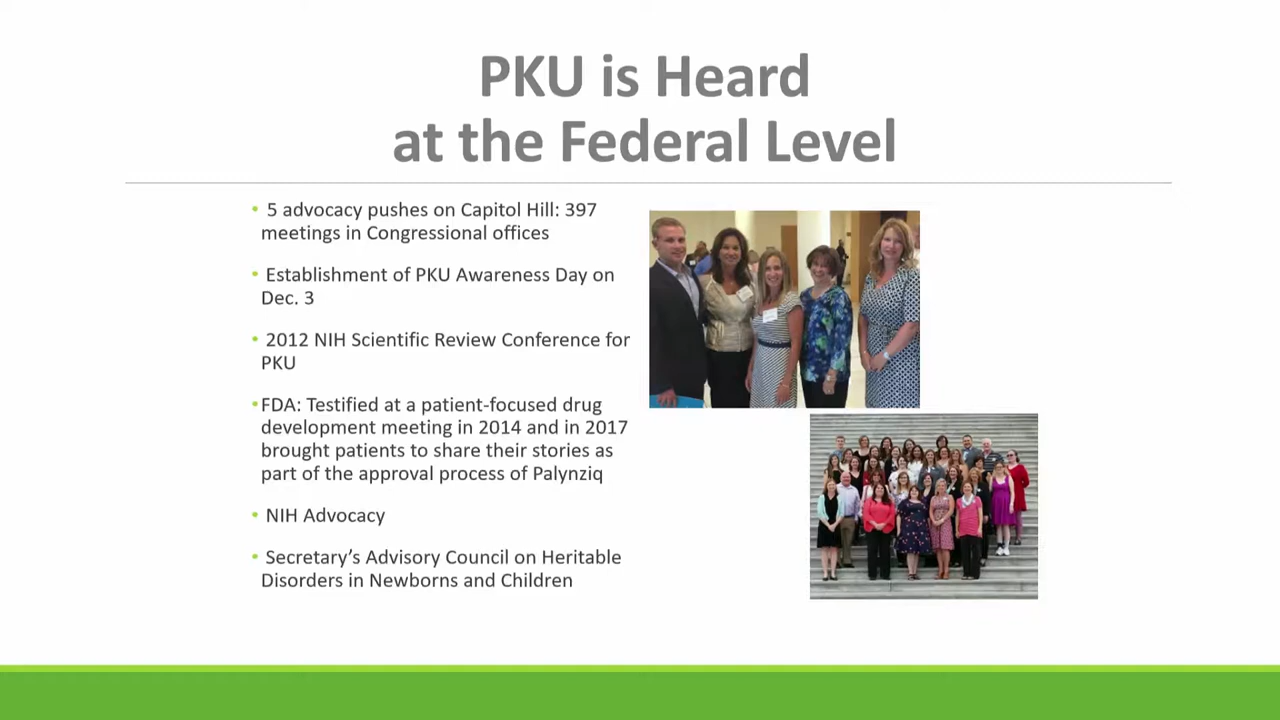 PKU is Heard
at the Federal Level
• 5 advocacy pushes on Capitol Hill: 397
meetings in Congressional offices
• Establishment of PKU Awareness Day on
Dec. 3
• 2012 NIH Scientific Review Conference for
PKU
•FDA: Testified at a patient-focused drug
development meeting in 2014 and in 2017
brought patients to share their stories as
part of the approval process of Palynziq
• NIH Advocacy
• Secretary’s Advisory Council on Heritable
Disorders in Newborns and Children